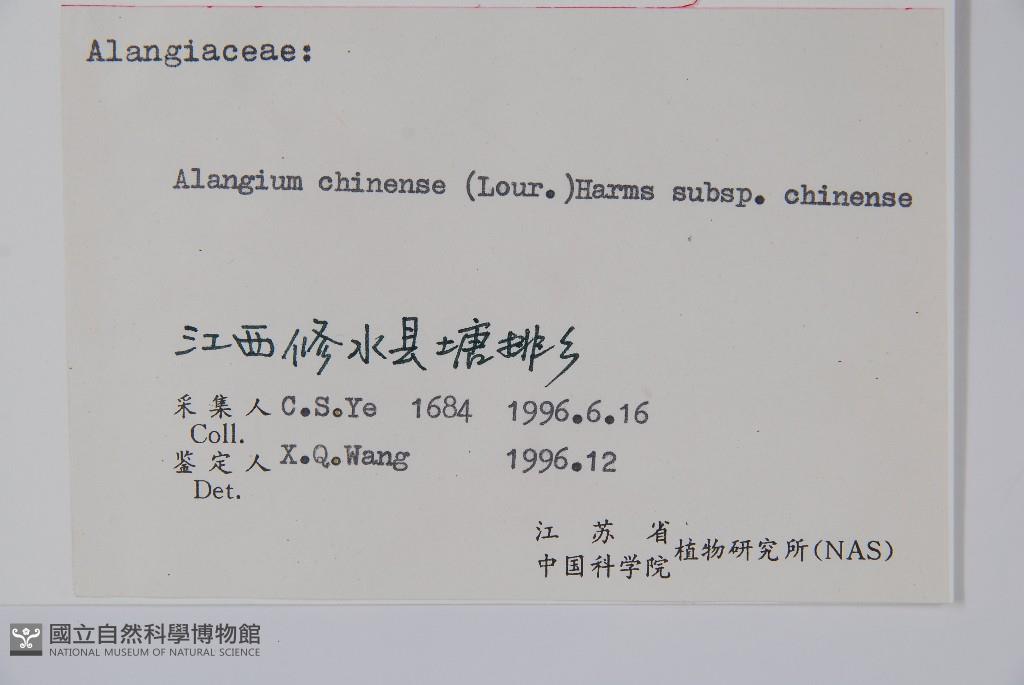 Alangiaceae:
Alangium chinense (Lour.)Harms subsp. chinense
江西修水县塘排乡
采集人 C.S.Ye 1684 1996.6.16
Coll.
鉴定人 X.Q.Wang 1996.12
Det.
江苏省
中国科学院 植物研究所(NAS)
國立自然科學博物館
NATIONAL MUSEUM OF NATURAL SCIENCE